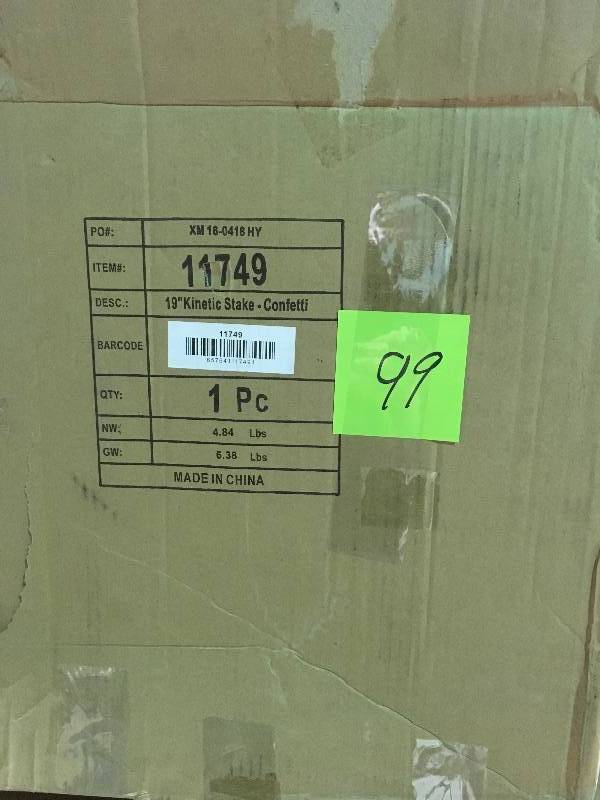 PO#: XM 16-0416 HY
ITEM#: 11749
DESC.: 19"Kinetic Stake - Confetti
BARCODE
11749
QTY: 1 Pc
NW: 4.84 Lbs
GW: 6.38 Lbs
MADE IN CHINA
99